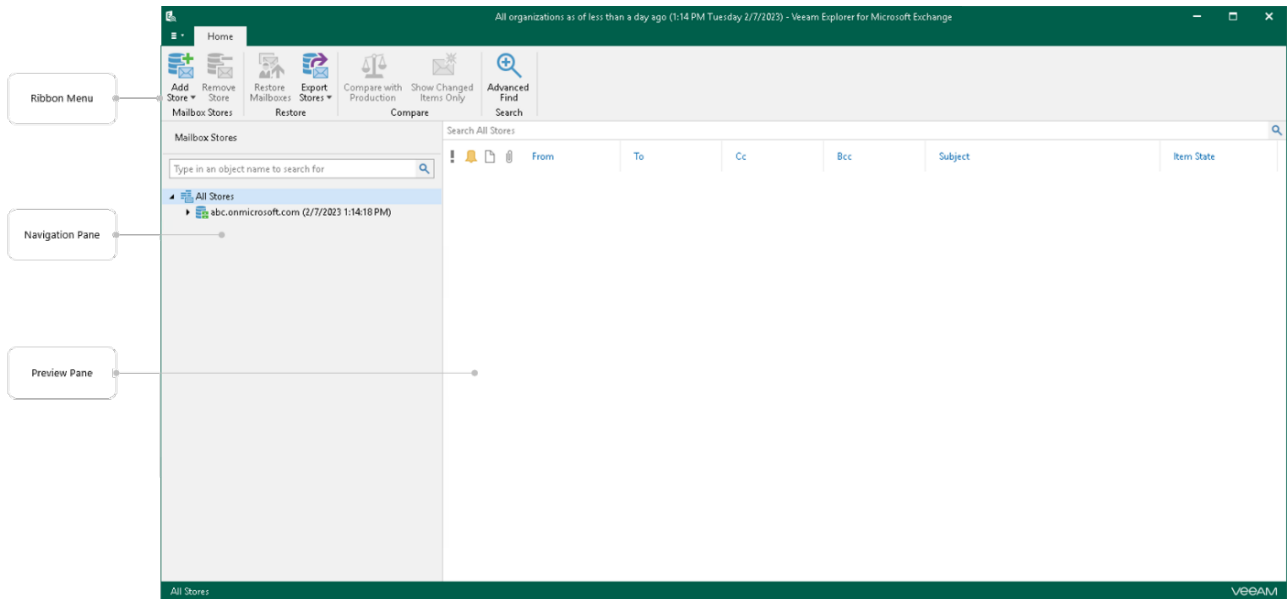 All organizations as of less than a day ago (1:14 PM Tuesday 2/7/2023) - Veeam Explorer for Microsoft Exchange
Home
Add Store
Remove Store
Restore Mailboxes
Export Stores
Compare with Production
Show Changed Items Only
Advanced Find
Mailbox Stores
Restore
Compare
Search
Ribbon Menu
Mailbox Stores
Type in an object name to search for
All Stores
abc.onmicrosoft.com (2/7/2023 1:14:18 PM)
Navigation Pane
Search All Stores
From To Cc Bcc Subject Item State
Preview Pane
All Stores
VEEAM